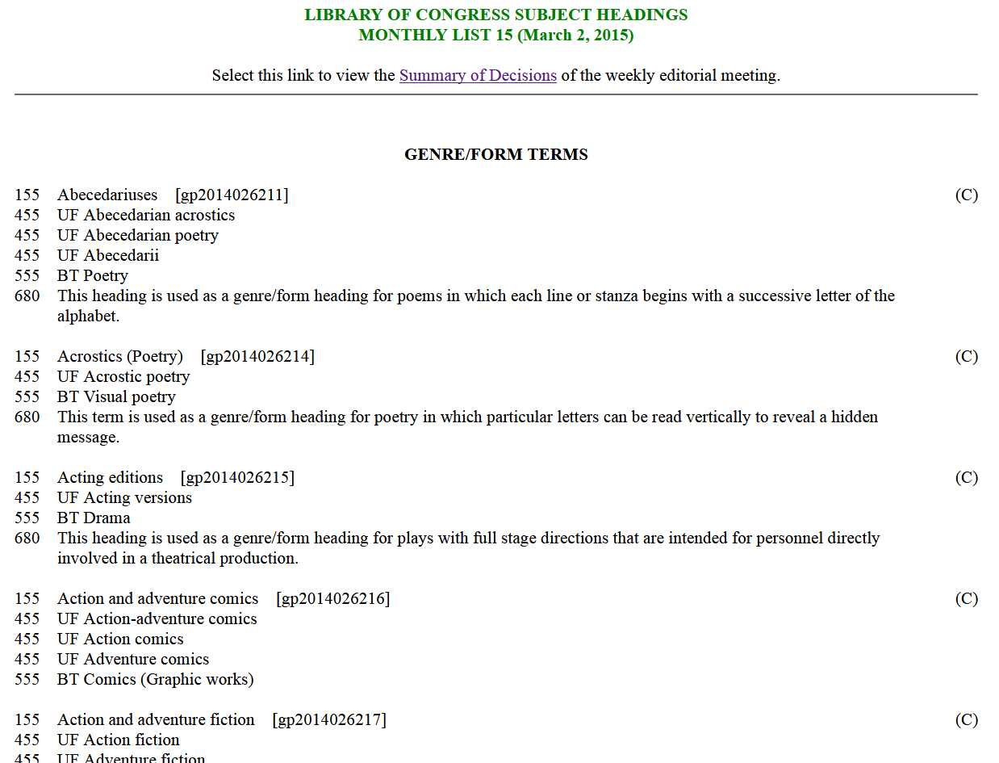 LIBRARY OF CONGRESS SUBJECT HEADINGS
MONTHLY LIST 15 (March 2, 2015)
Select this link to view the Summary of Decisions of the weekly editorial meeting.
GENRE/FORM TERMS
155 Abecedariuses [gp2014026211] (C)
455 UF Abecedarian acrostics
455 UF Abecedarian poetry
455 UF Abecedarii
555 BT Poetry
680 This heading is used as a genre/form heading for poems in which each line or stanza begins with a successive letter of the
alphabet.
155 Acrostics (Poetry) [gp2014026214] (C)
455 UF Acrostic poetry
555 BT Visual poetry
680 This term is used as a genre/form heading for poetry in which particular letters can be read vertically to reveal a hidden
message.
155 Acting editions [gp2014026215] (C)
455 UF Acting versions
555 BT Drama
680 This heading is used as a genre/form heading for plays with full stage directions that are intended for personnel directly
involved in a theatrical production.
155 Action and adventure comics [gp2014026216] (C)
455 UF Action-adventure comics
455 UF Action comics
455 UF Adventure comics
555 BT Comics (Graphic works)
155 Action and adventure fiction [gp2014026217] (C)
455 UF Action fiction
455 UF Adventure fiction